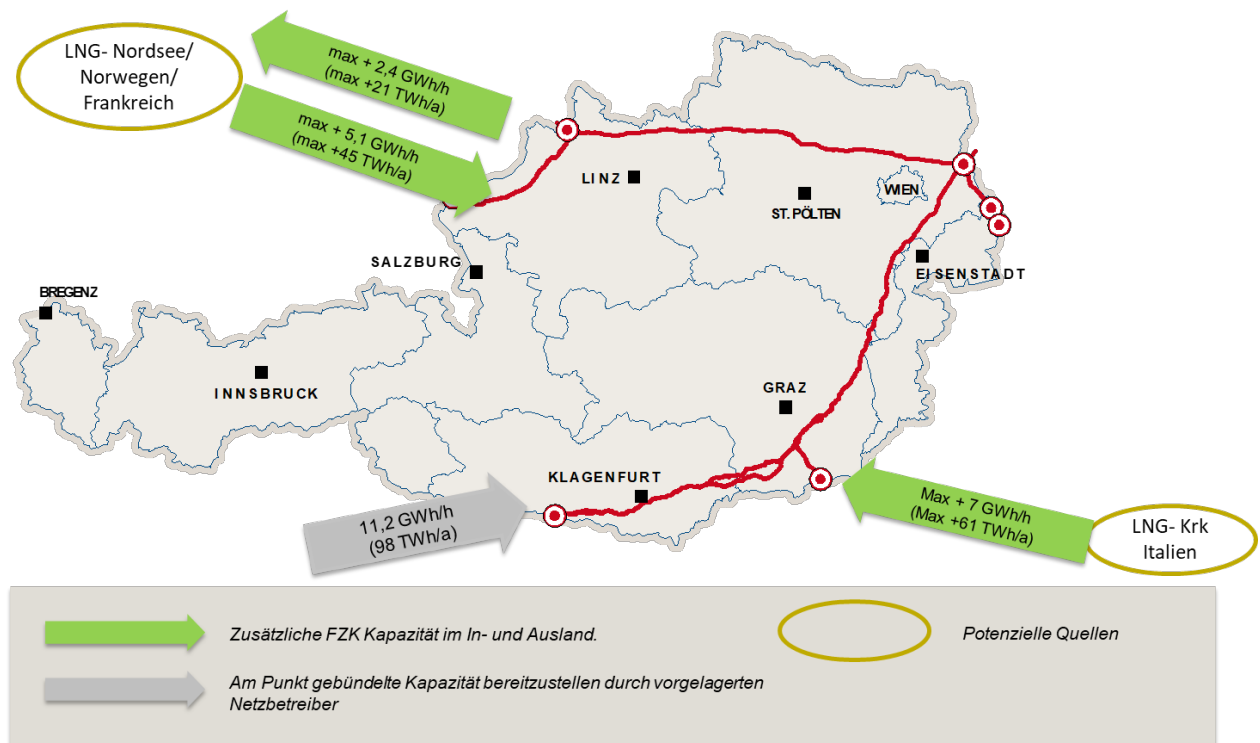 LNG- Nordsee/
Norwegen/
Frankreich
max + 2,4 GWh/h
(max +21 TWh/a)
max + 5,1 GWh/h
(max +45 TWh/a)
LINZ
WIEN
ST. PÖLTEN
SALZBURG
EISENSTADT
BREGENZ
INNSBRUCK
GRAZ
KLAGENFURT
Max + 7 GWh/h
(Max +61 TWh/a)
11,2 GWh/h
(98 TWh/a)
LNG- Krk
Italien
Zusätzliche FZK Kapazität im In- und Ausland.
Potenzielle Quellen
Am Punkt gebündelte Kapazität bereitzustellen durch vorgelagerten
Netzbetreiber